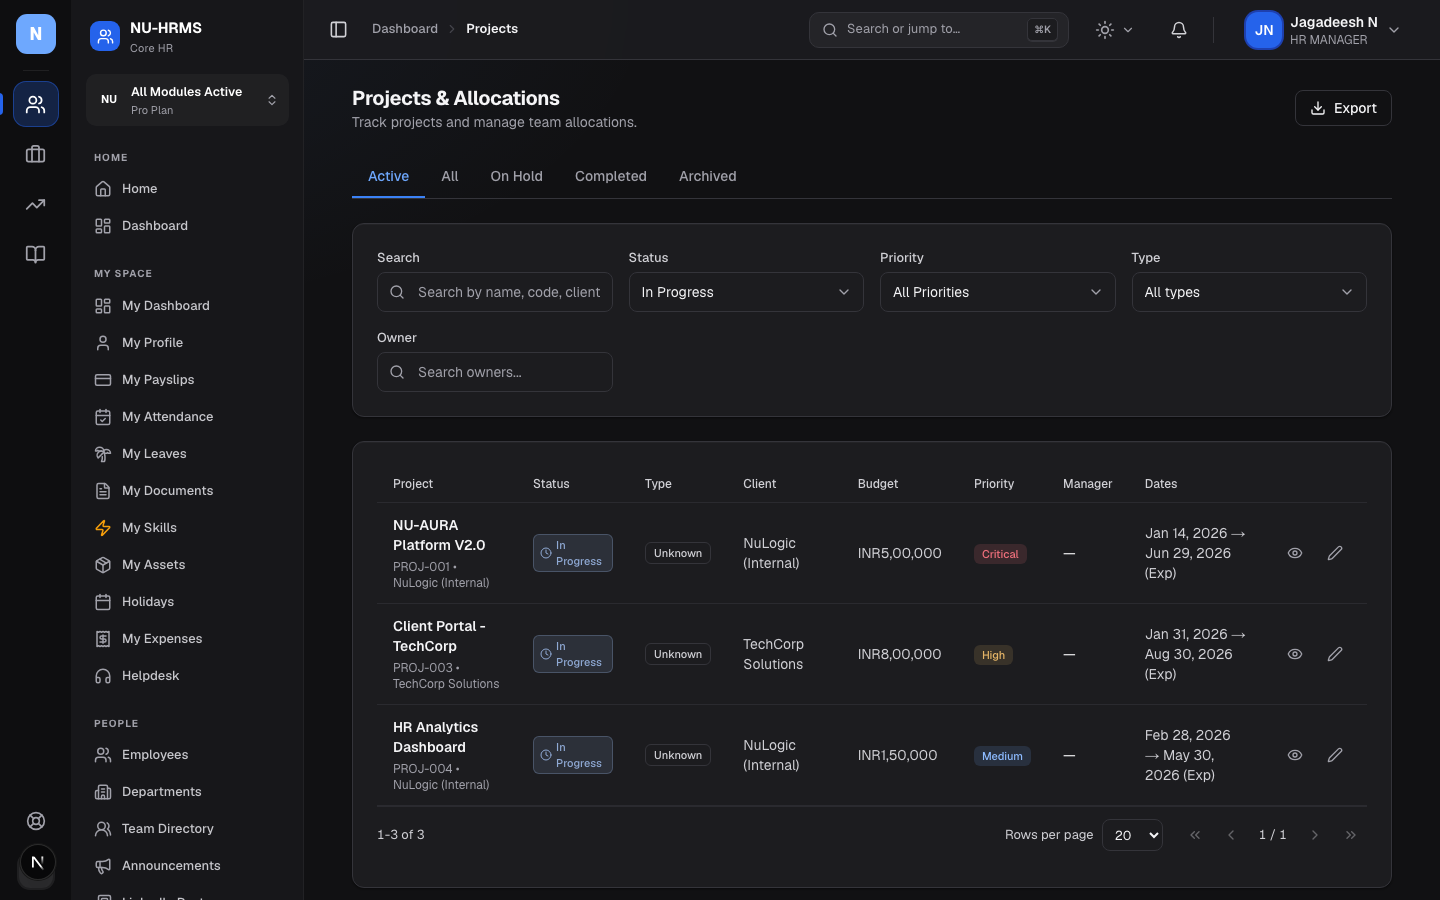 N
NU-HRMS
Core HR
NU
All Modules Active
Pro Plan
HOME
Home
Dashboard
MY SPACE
My Dashboard
My Profile
My Payslips
My Attendance
My Leaves
My Documents
My Skills
My Assets
Holidays
My Expenses
Helpdesk
PEOPLE
Employees
Departments
Team Directory
Announcements
N
Dashboard > Projects
Search or jump to...
⌘K
JN
Jagadeesh N
HR MANAGER
Projects & Allocations
Track projects and manage team allocations.
Export
Active All On Hold Completed Archived
Search Status Priority Type
Search by name, code, client In Progress All Priorities All types
Owner
Search owners...
Project Status Type Client Budget Priority Manager Dates
NU-AURA
Platform V2.0
PROJ-001 •
NuLogic (Internal)
In
Progress
Unknown
NuLogic
(Internal)
INR5,00,000
Critical
—
Jan 14, 2026 →
Jun 29, 2026
(Exp)
Client Portal -
TechCorp
PROJ-003 •
TechCorp Solutions
In
Progress
Unknown
TechCorp
Solutions
INR8,00,000
High
—
Jan 31, 2026 →
Aug 30, 2026
(Exp)
HR Analytics
Dashboard
PROJ-004 •
NuLogic (Internal)
In
Progress
Unknown
NuLogic
(Internal)
INR1,50,000
Medium
—
Feb 28, 2026
→ May 30,
2026 (Exp)
1-3 of 3
Rows per page 20
1 / 1